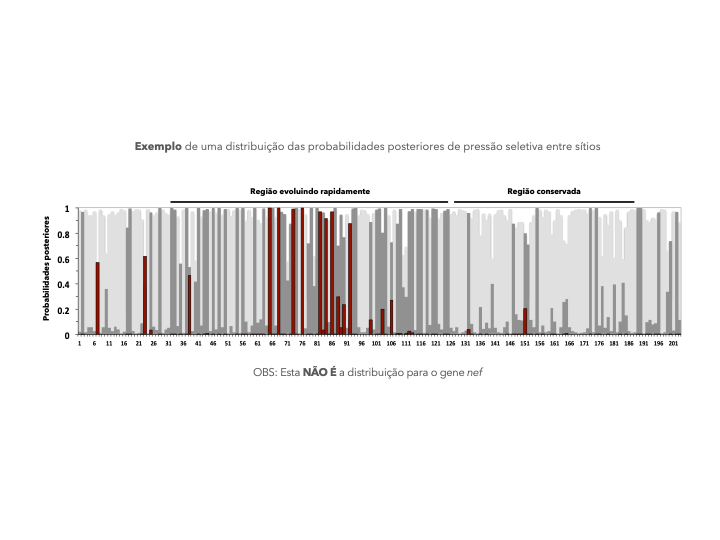 Exemplo de uma distribuição das probabilidades posteriores de pressão seletiva entre sítios
Região evoluindo rapidamente
Região conservada
Probabilidades posteriores
1
0.8
0.6
0.4
0.2
0
1 6 11 16 21 26 31 36 41 46 51 56 61 66 71 76 81 86 91 96 101 106 111 116 121 126 131 136 141 146 151 156 161 166 171 176 181 186 191 196 201
OBS: Esta NÃO É a distribuição para o gene nef